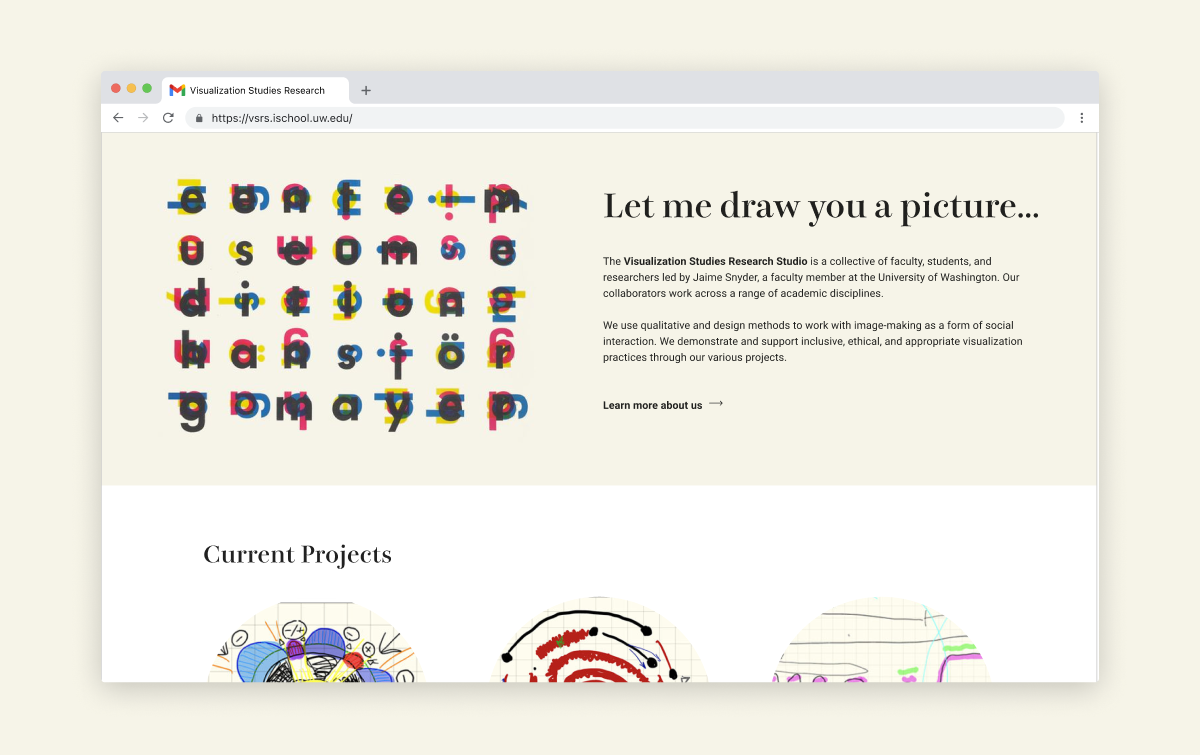 Visualization Studies Research
https://vsrs.ischool.uw.edu/
Let me draw you a picture...
The Visualization Studies Research Studio is a collective of faculty, students, and
researchers led by Jaime Snyder, a faculty member at the University of Washington. Our
collaborators work across a range of academic disciplines.
We use qualitative and design methods to work with image-making as a form of social
interaction. We demonstrate and support inclusive, ethical, and appropriate visualization
practices through our various projects.
Learn more about us →
Current Projects